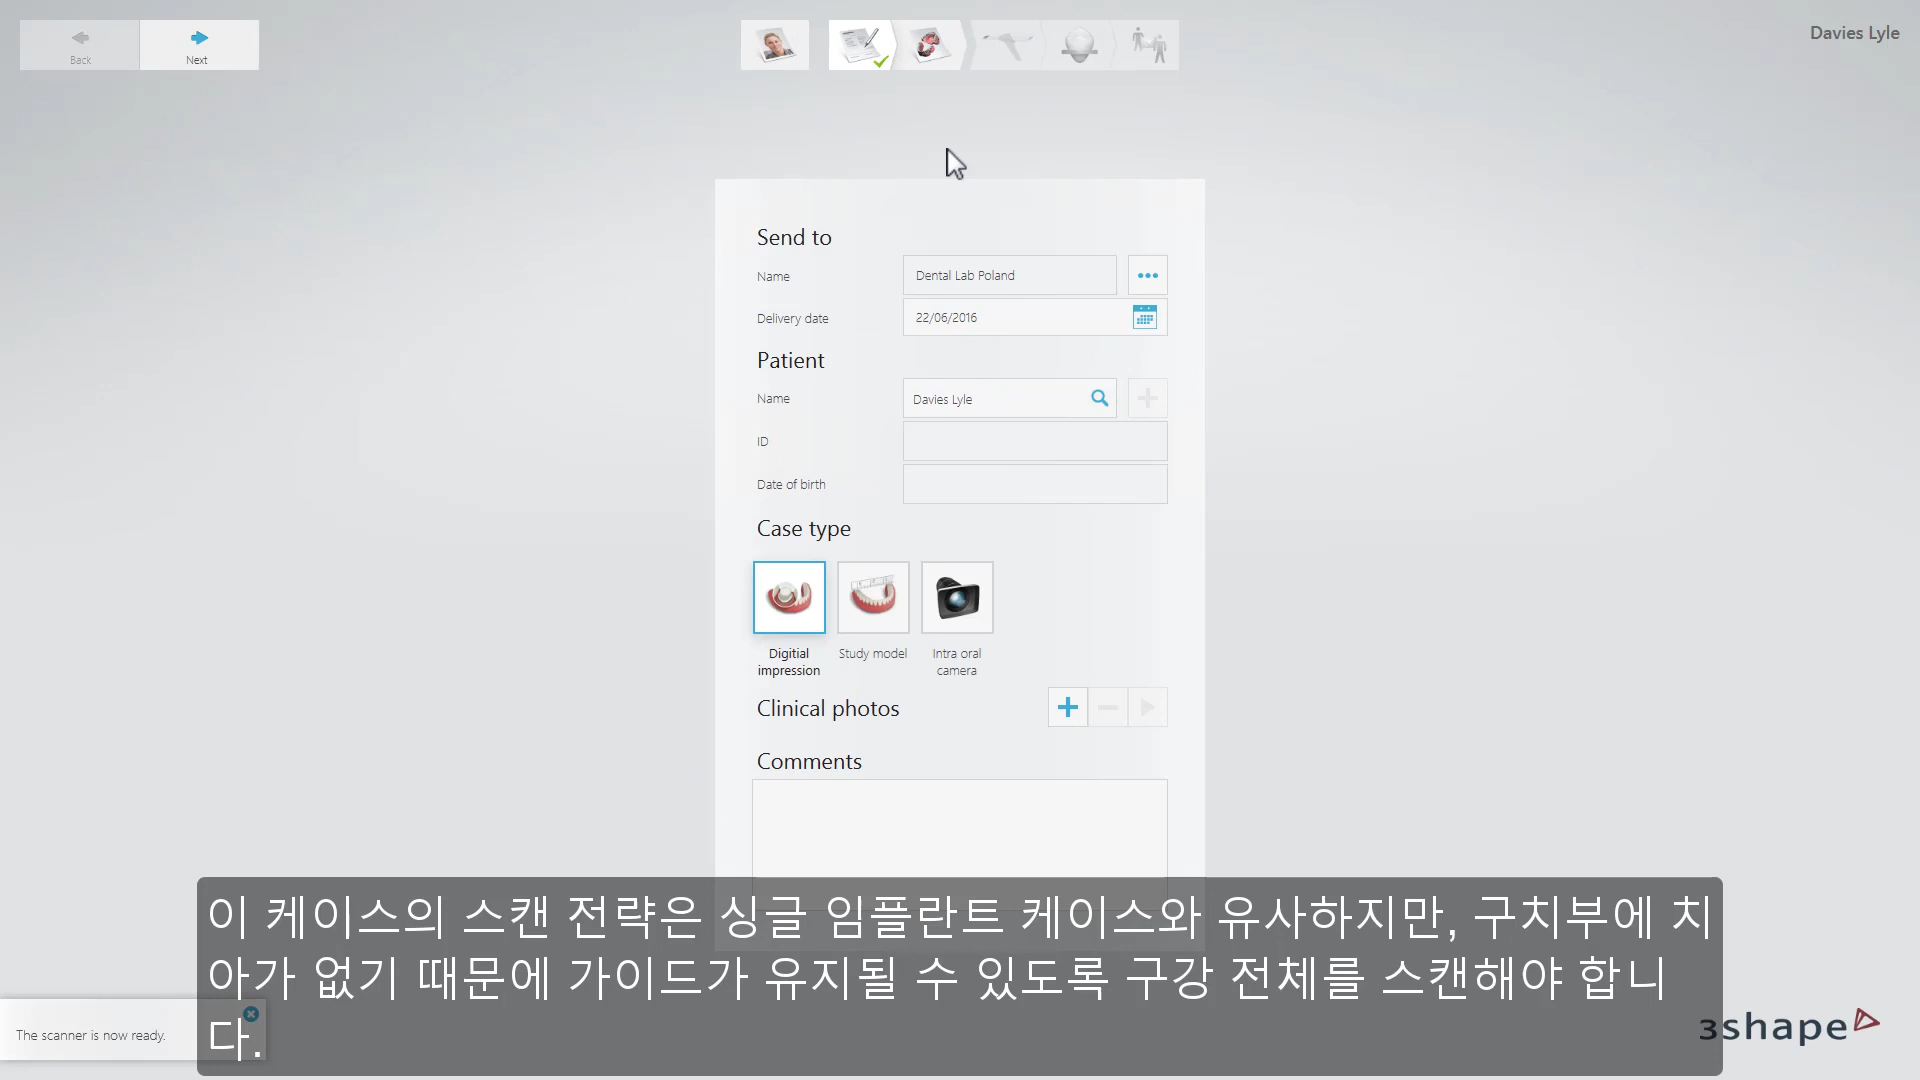 Back
Next
Davies Lyle
Send to
Name
Dental Lab Poland
Delivery date
22/06/2016
Patient
Name
Davies Lyle
ID
Date of birth
Case type
Digitial impression
Study model
Intra oral camera
Clinical photos
Comments
이 케이스의 스캔 전략은 싱글 임플란트 케이스와 유사하지만, 구치부에 치
아가 없기 때문에 가이드가 유지될 수 있도록 구강 전체를 스캔해야 합니
다.
The scanner is now ready.
3shape